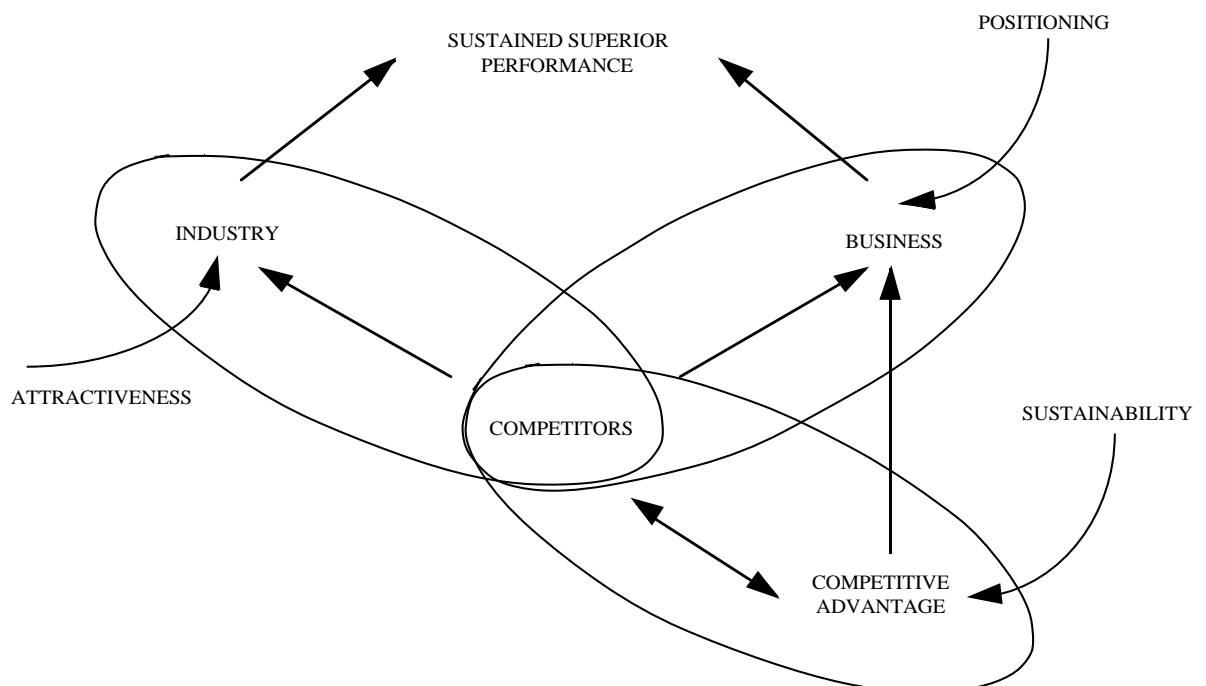 POSITIONING
SUSTAINED SUPERIOR
PERFORMANCE
INDUSTRY
BUSINESS
ATTRACTIVENESS
SUSTAINABILITY
COMPETITORS
COMPETITIVE
ADVANTAGE